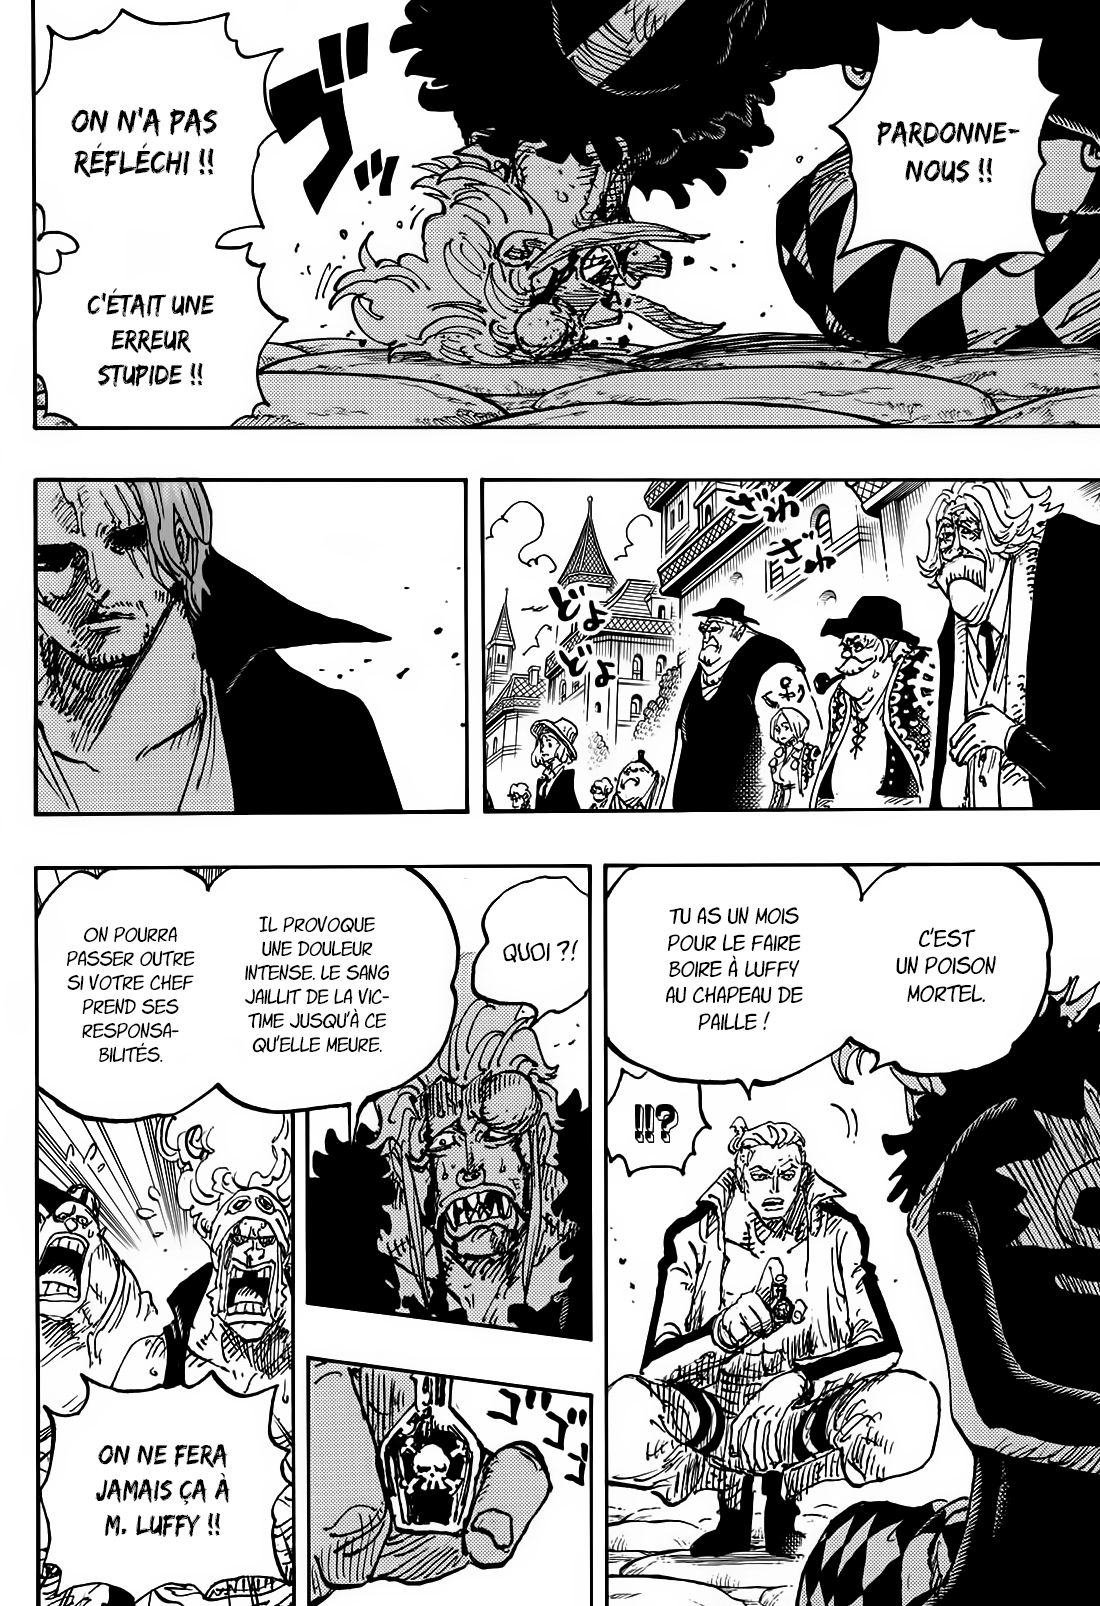 PARDONNE-
NOUS !!
ON N'A PAS
RÉFLÉCHI !!
C'ÉTAIT UNE
ERREUR
STUPIDE !!
ゴッ
ざわ
ざわ
どよ
どよ
C'EST
UN POISON
MORTEL.
TU AS UN MOIS
POUR LE FAIRE
BOIRE À LUFFY
AU CHAPEAU DE
PAILLE !
!!?
QUOI ?!
IL PROVOQUE
UNE DOULEUR
INTENSE. LE SANG
JAILLIT DE LA VIC-
TIME JUSQU'À CE
QU'ELLE MEURE.
ON POURRA
PASSER OUTRE
SI VOTRE CHEF
PREND SES
RESPONSA-
BILITÉS.
ゴゴゴ
ON NE FERA
JAMAIS ÇA À
M. LUFFY !!